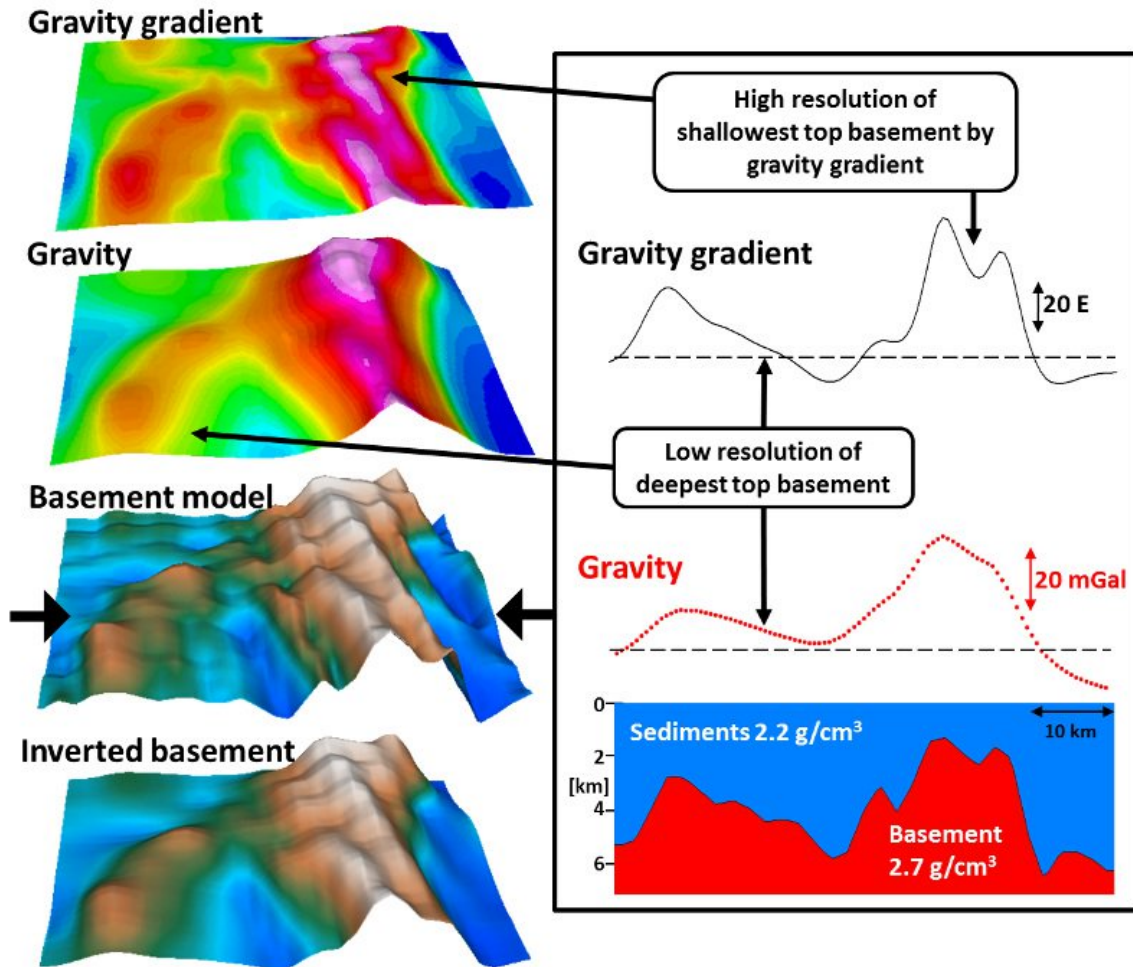 Gravity gradient
High resolution of
shallowest top basement by
gravity gradient
Gravity
Gravity gradient
20 E
Low resolution of
deepest top basement
Basement model
Gravity
20 mGal
0
Sediments 2.2 g/cm³
10 km
2
[km]
4
Basement
2.7 g/cm³
6
Inverted basement